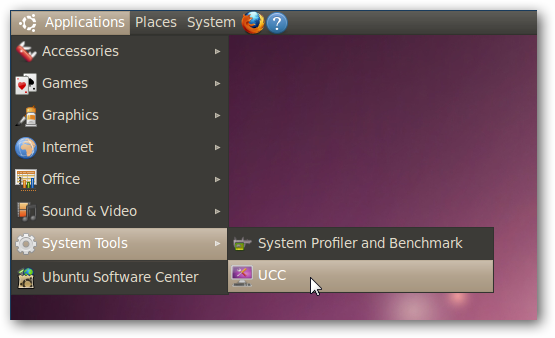 Applications Places System
Accessories
Games
Graphics
Internet
Office
Sound & Video
System Tools
System Profiler and Benchmark
Ubuntu Software Center
UCC